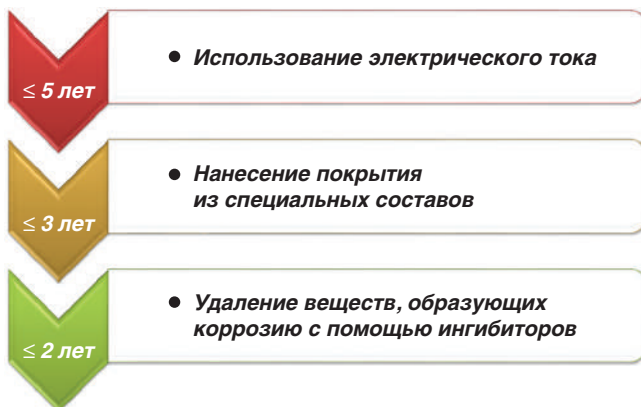 ≤ 5 лет
● Использование электрического тока
≤ 3 лет
● Нанесение покрытия
из специальных составов
≤ 2 лет
● Удаление веществ, образующих
коррозию с помощью ингибиторов